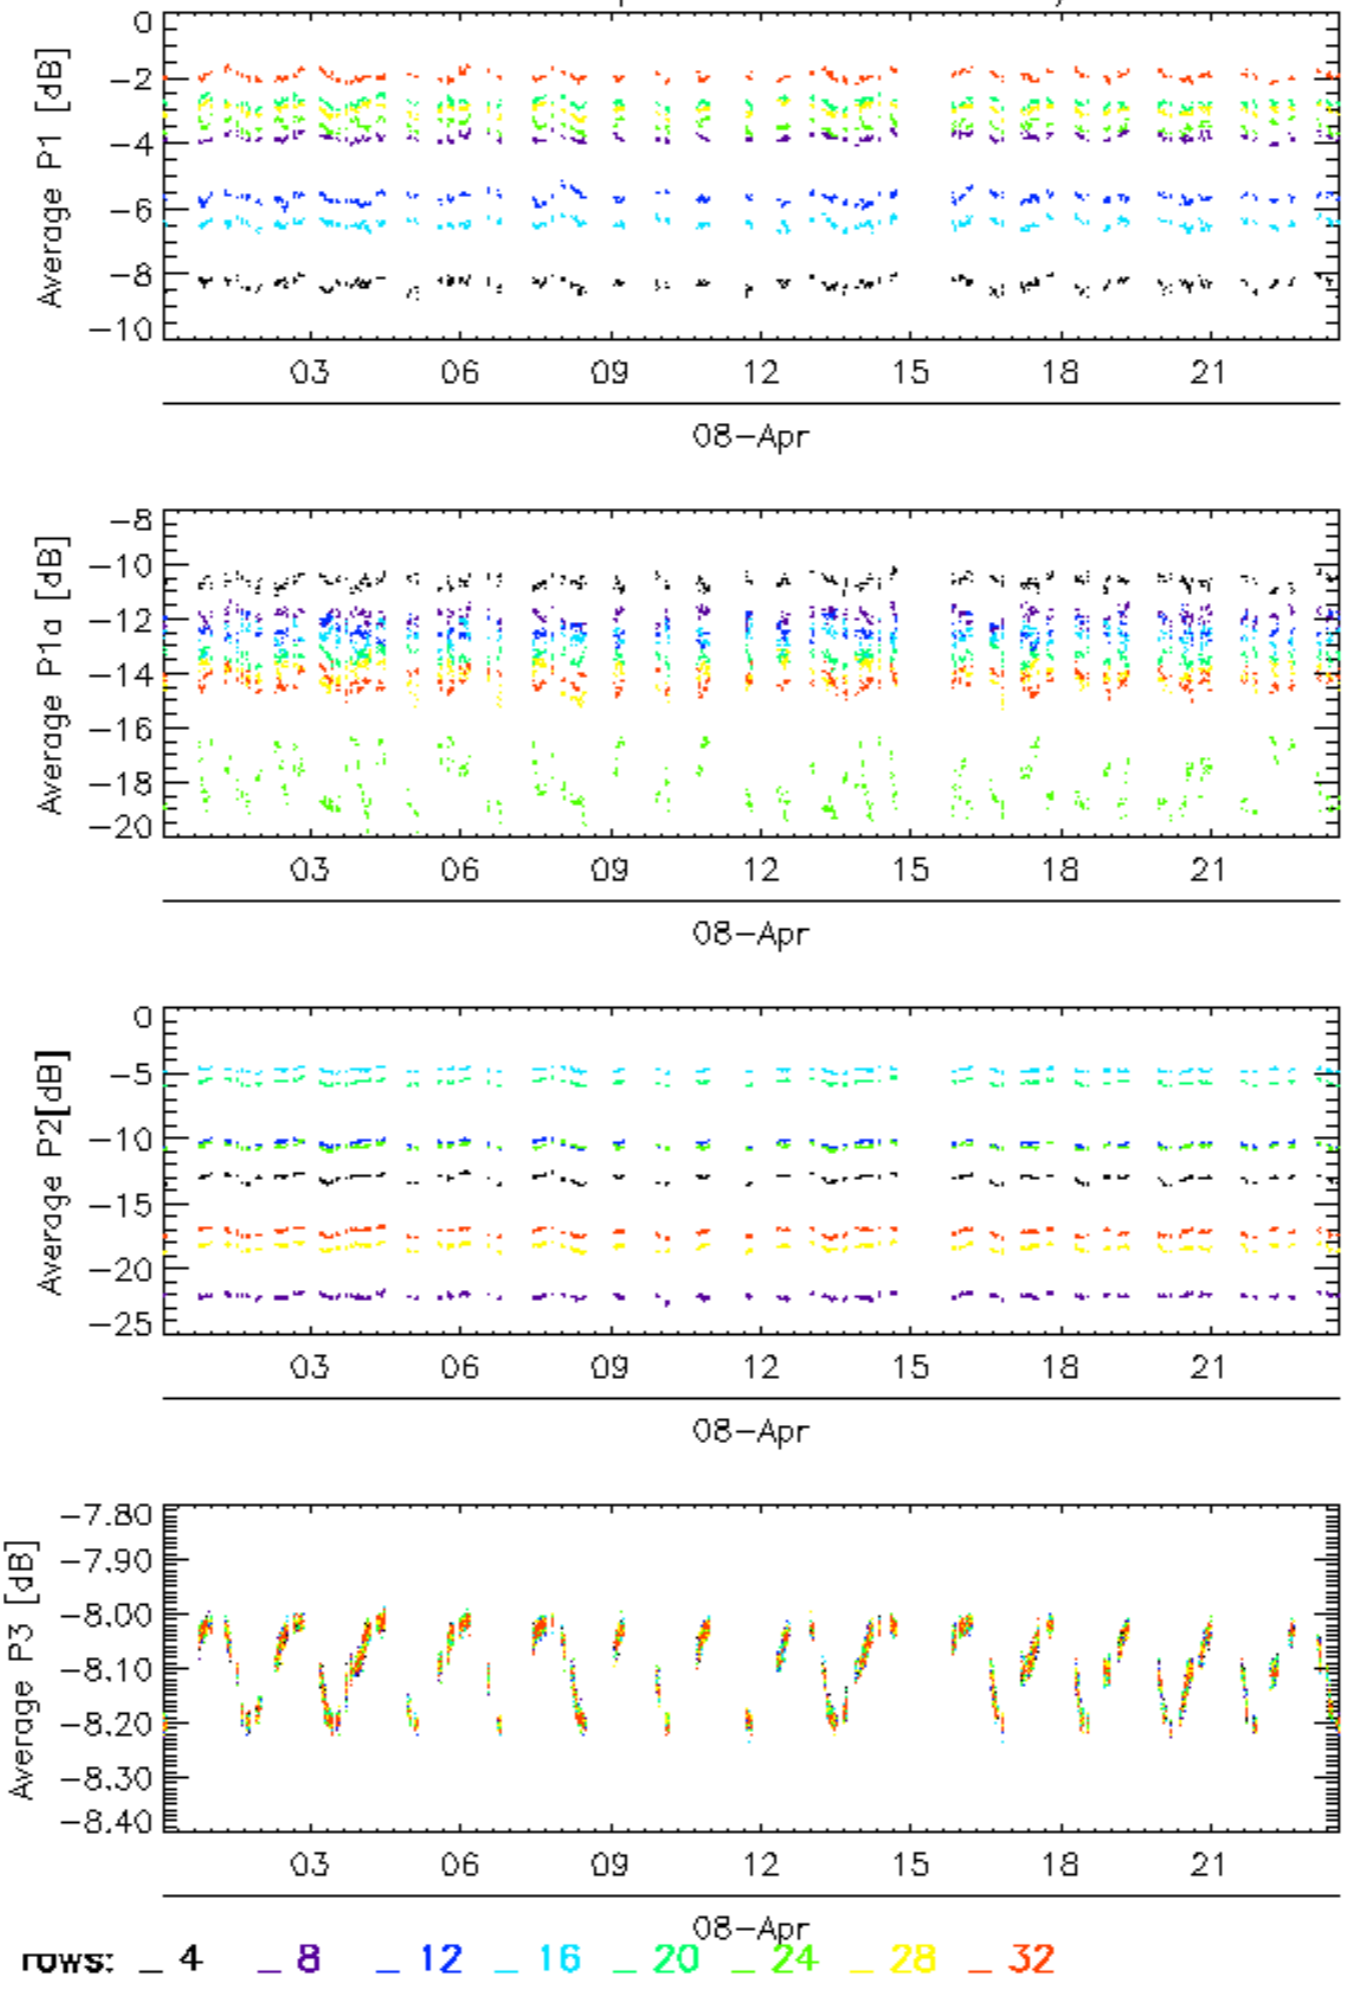 0
−2
−4
−6
−8
−10
Average P1 [dB]
03 06 09 12 15 18 21
08−Apr
−8
−10
−12
−14
−16
−18
−20
Average P1a [dB]
03 06 09 12 15 18 21
08−Apr
0
−5
−10
−15
−20
−25
Average P2[dB]
03 06 09 12 15 18 21
08−Apr
−7.80
−7.90
−8.00
−8.10
−8.20
−8.30
−8.40
Average P3 [dB]
03 06 09 12 15 18 21
08−Apr
rows: _ 4 _ 8 _ 12 _ 16 _ 20 _ 24 _ 28 _ 32